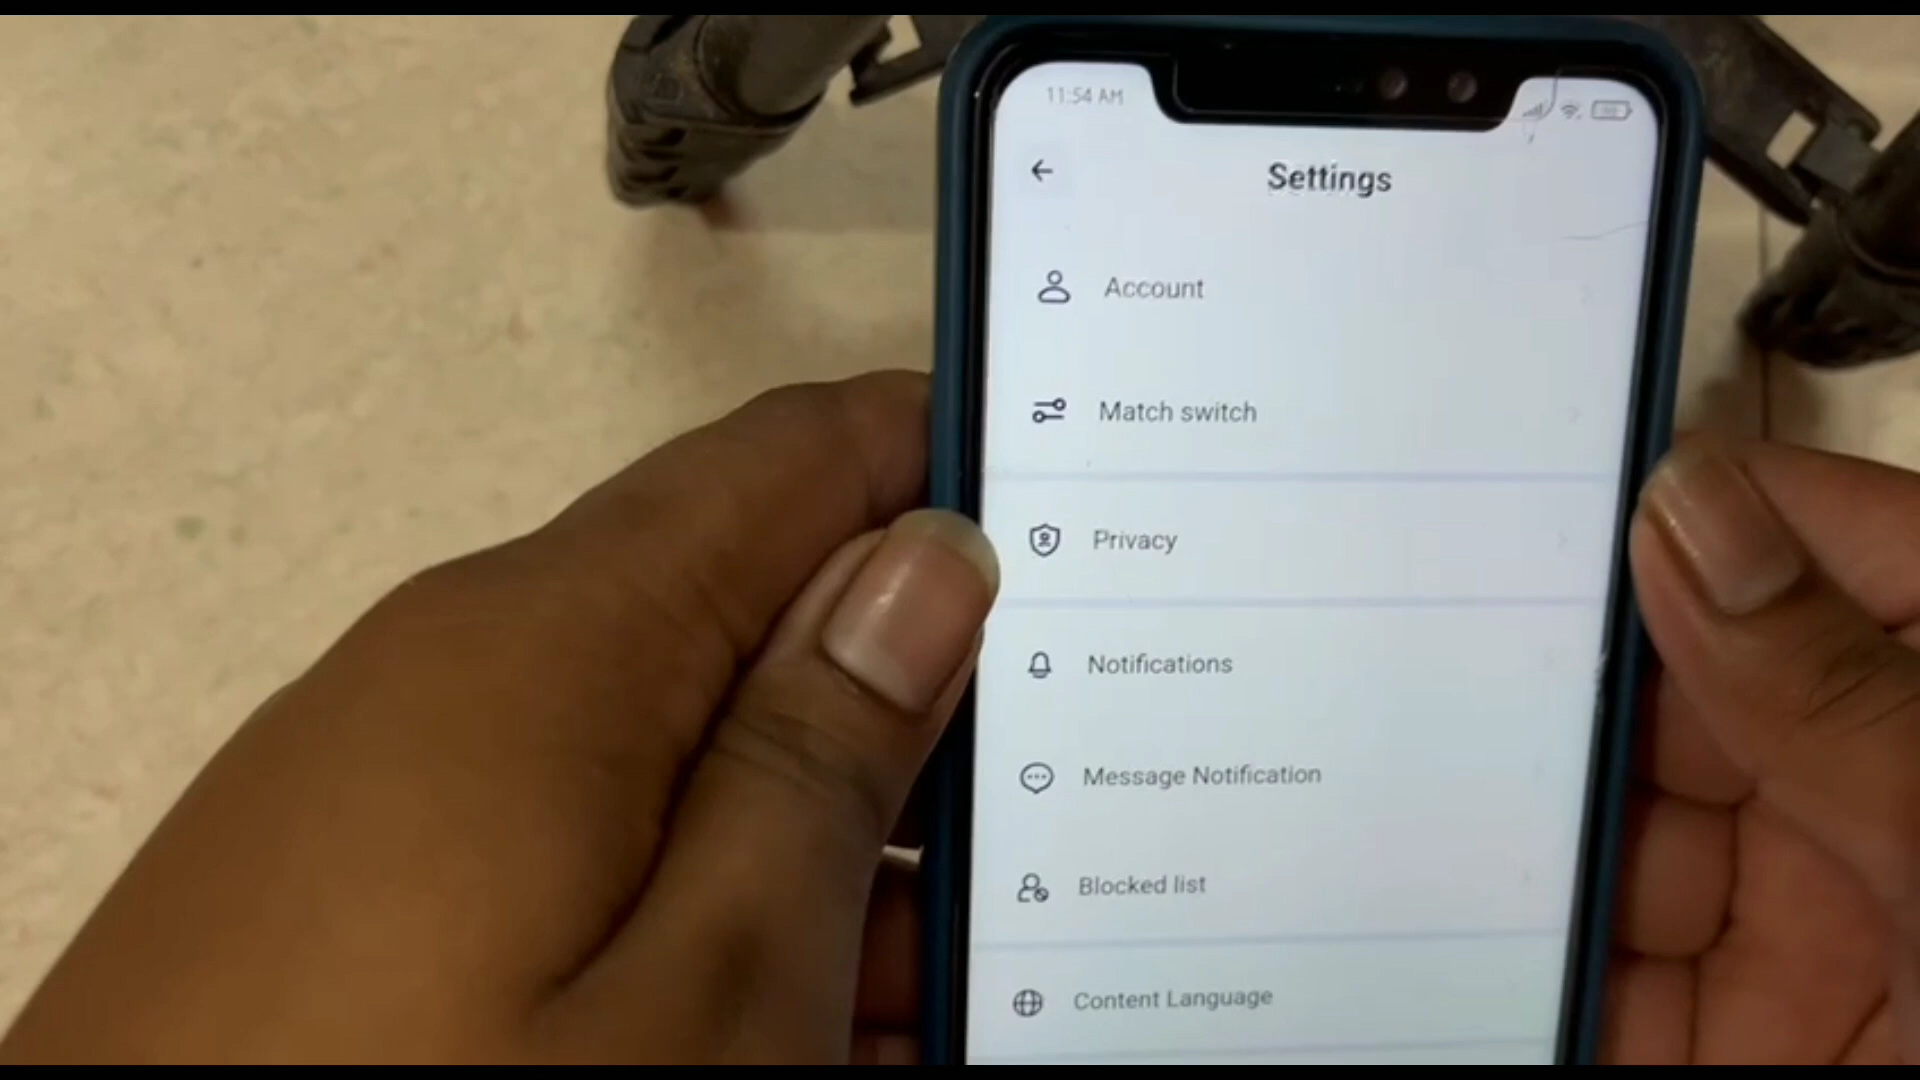 11:54 AM
Settings
Account
Match switch
Privacy
Notifications
Message Notification
Blocked list
Content Language